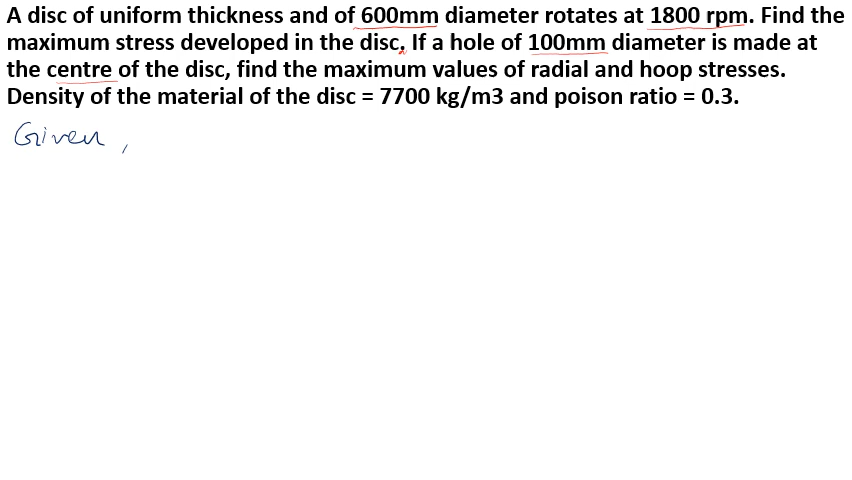 A disc of uniform thickness and of 600mm diameter rotates at 1800 rpm. Find the
maximum stress developed in the disc. If a hole of 100mm diameter is made at
the centre of the disc, find the maximum values of radial and hoop stresses.
Density of the material of the disc = 7700 kg/m3 and poison ratio = 0.3.
Given,